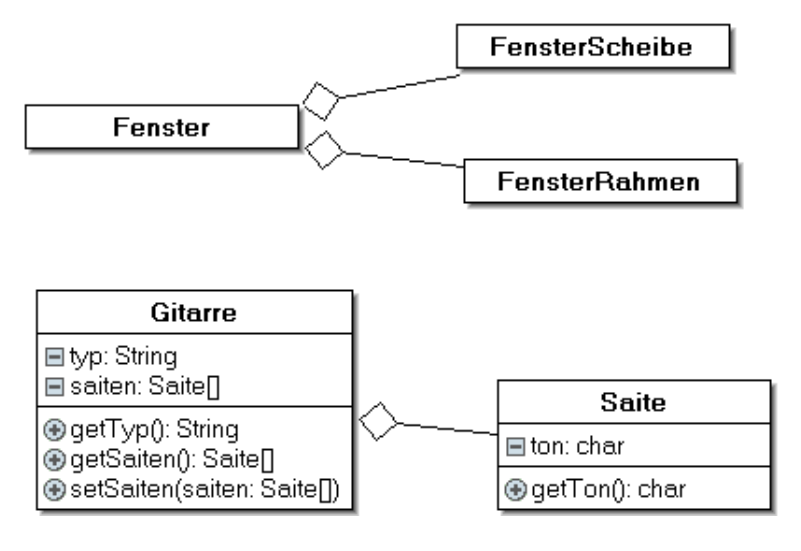 FensterScheibe
Fenster
FensterRahmen
Gitarre
typ: String
saiten: Saite[]
getTyp(): String
getSaiten(): Saite[]
setSaiten(saiten: Saite[])
Saite
ton: char
getTon(): char